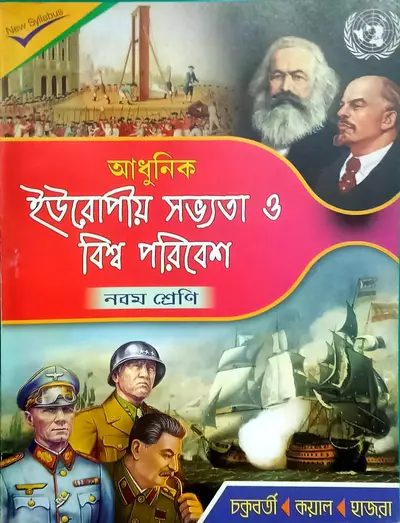 New Syllabus
আধুনিক
ইউরোপীয় সভ্যতা ও
বিশ্ব পরিবেশ
নবম শ্রেণি
চক্রবর্তী কয়াল হাজরা